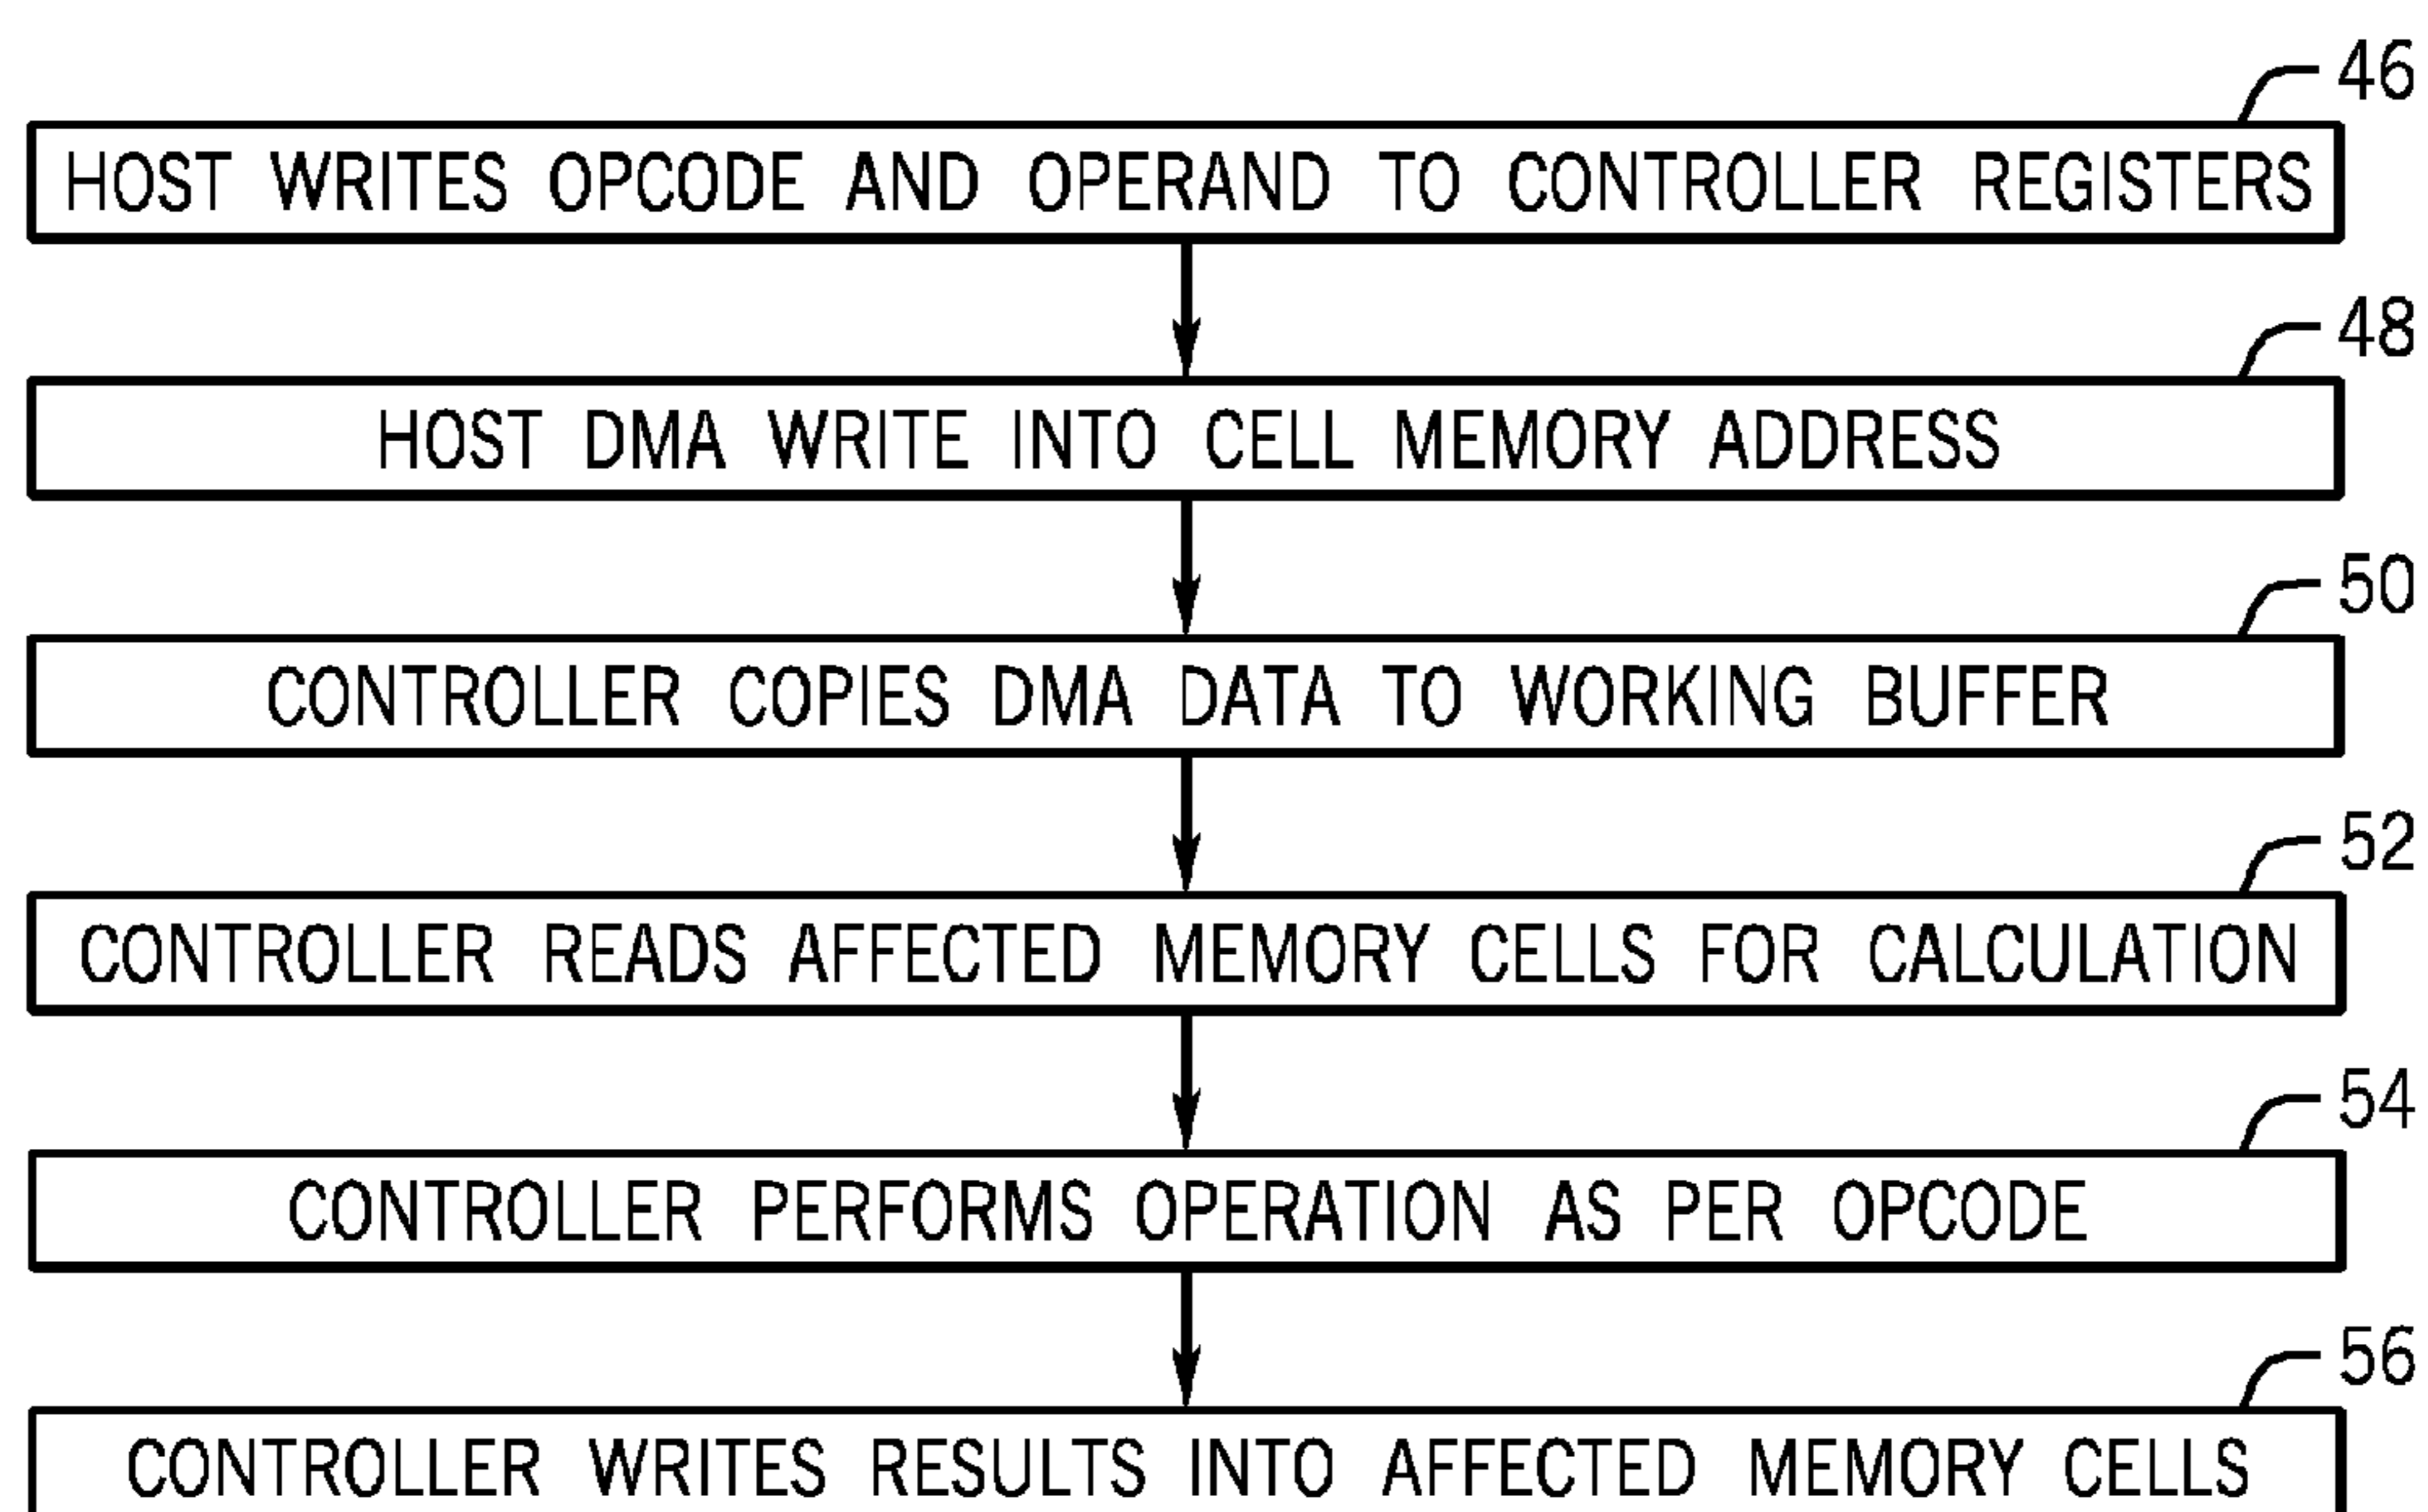 46
HOST WRITES OPCODE AND OPERAND TO CONTROLLER REGISTERS
48
HOST DMA WRITE INTO CELL MEMORY ADDRESS
50
CONTROLLER COPIES DMA DATA TO WORKING BUFFER
52
CONTROLLER READS AFFECTED MEMORY CELLS FOR CALCULATION
54
CONTROLLER PERFORMS OPERATION AS PER OPCODE
56
CONTROLLER WRITES RESULTS INTO AFFECTED MEMORY CELLS